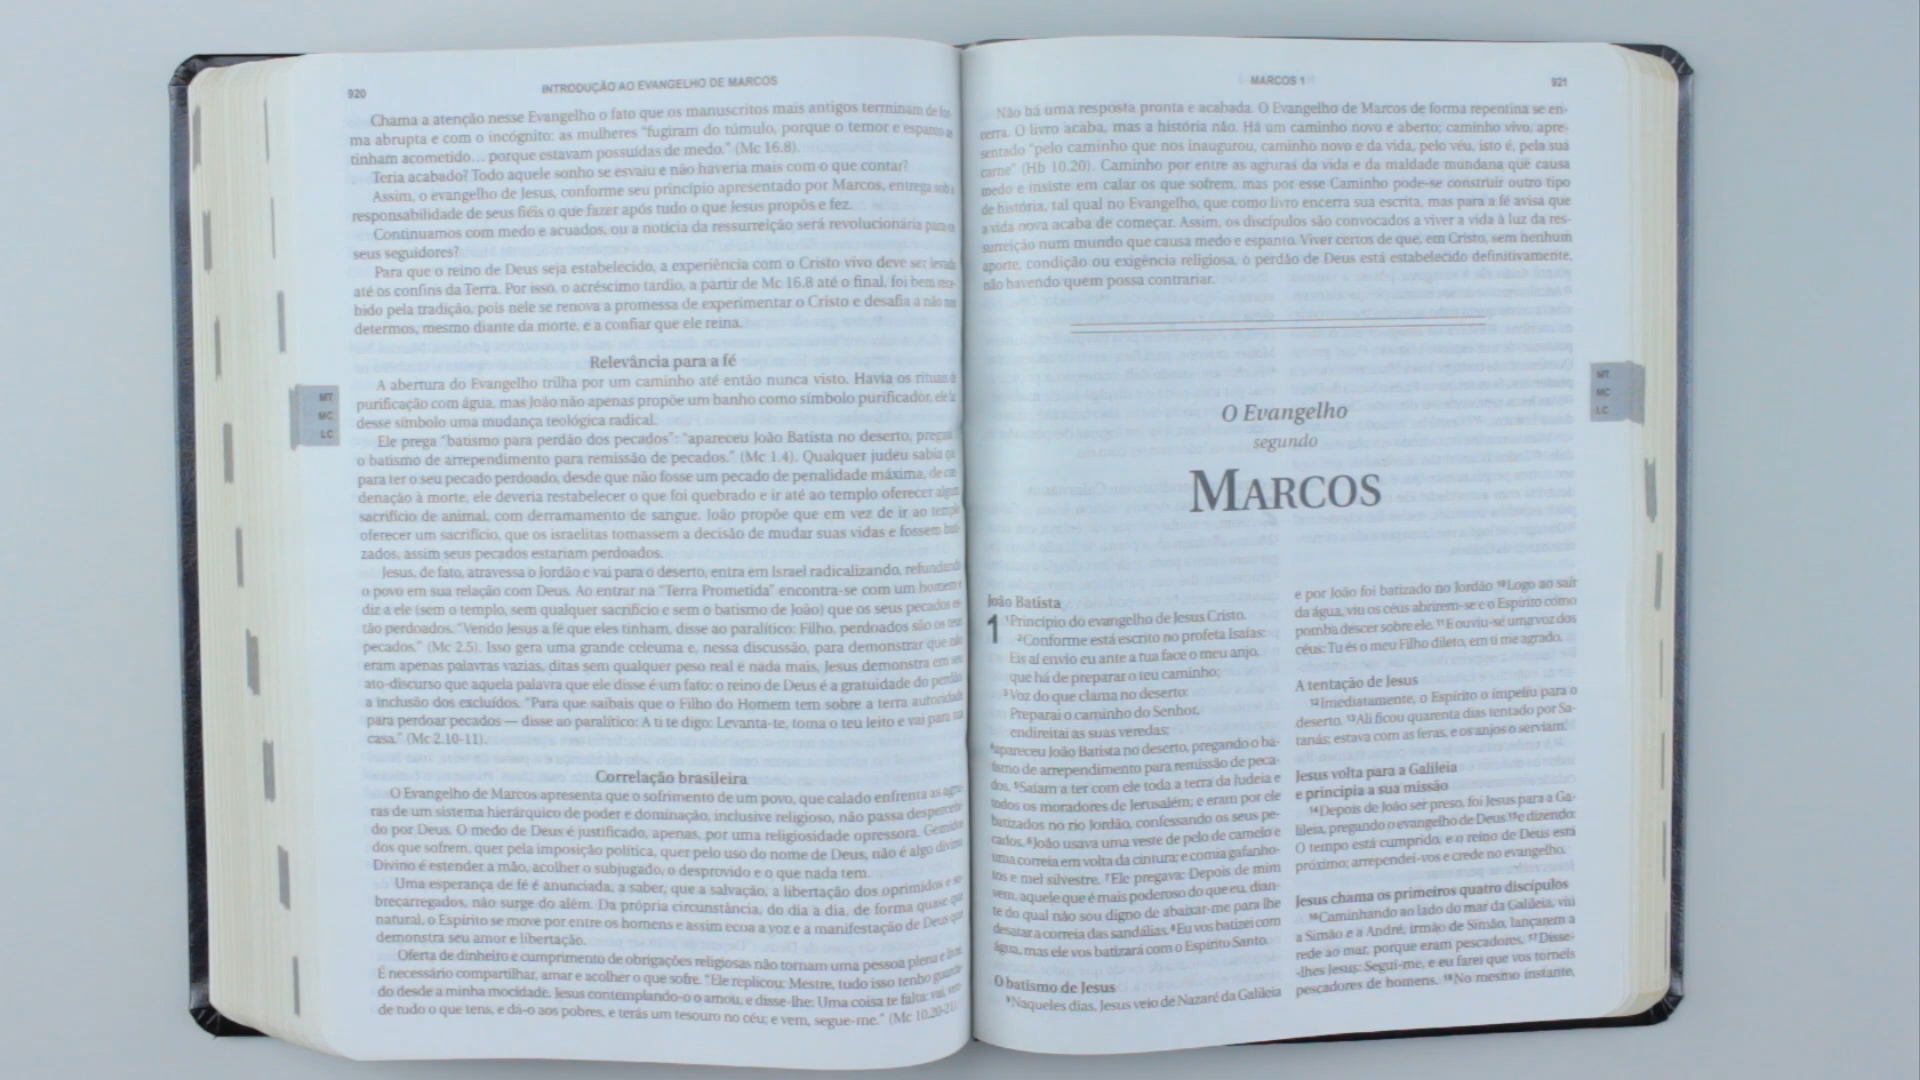 920
INTRODUÇÃO AO EVANGELHO DE MARCOS
Chama a atenção nesse Evangelho o fato que os manuscritos mais antigos terminam de
ma abrupta e com o incógnito: as mulheres "fugiram do túmulo, porque o temor e espanto as
tinham acometido... porque estavam possuídas de medo." (Mc 16.8).
Teria acabado? Todo aquele sonho se esvaiu e não haveria mais com o que contar?
Assim, o evangelho de Jesus, conforme seu princípio apresentado por Marcos, entrega sob a
responsabilidade de seus fiéis o que fazer após tudo o que Jesus propôs e fez.
Continuamos com medo e acuados, ou a notícia da ressurreição será revolucionária para os
seus seguidores?
Para que o reino de Deus seja estabelecido, a experiência com o Cristo vivo deve ser levada
até os confins da Terra. Por isso, o acréscimo tardio, a partir de Mc 16.8 até o final, foi bem rece-
bido pela tradição, pois nele se renova a promessa de experimentar o Cristo e desafia a não nos
determos, mesmo diante da morte, e a confiar que ele reina.
Relevância para a fé
A abertura do Evangelho trilha por um caminho até então nunca visto. Havia os rituais de
purificação com água, mas João não apenas propõe um banho como símbolo purificador, ele fa
desse símbolo uma mudança teológica radical.
Ele prega "batismo para perdão dos pecados": "apareceu João Batista no deserto, pregan
o batismo de arrependimento para remissão de pecados." (Mc 1.4). Qualquer judeu sabia que
para ter o seu pecado perdoado, desde que não fosse um pecado de penalidade máxima, de con
denação à morte, ele deveria restabelecer o que foi quebrado e ir até ao templo oferecer algum
sacrifício de animal, com derramamento de sangue. João propõe que em vez de ir ao templo
oferecer um sacrifício, que os israelitas tomassem a decisão de mudar suas vidas e fossem bati
zados, assim seus pecados estariam perdoados.
Jesus, de fato, atravessa o Jordão e vai para o deserto, entra em Israel radicalizando, refundando
o povo em sua relação com Deus. Ao entrar na "Terra Prometida" encontra-se com um homem e
diz a ele (sem o templo, sem qualquer sacrifício e sem o batismo de João) que os seus pecados es-
tão perdoados. "Vendo Jesus a fé que eles tinham, disse ao paralítico: Filho, perdoados são os teus
pecados." (Mc 2.5). Isso gera uma grande celeuma e, nessa discussão, para demonstrar que não
eram apenas palavras vazias, ditas sem qualquer peso real e nada mais, Jesus demonstra em seu
ato-discurso que aquela palavra que ele disse é um fato: o reino de Deus é a gratuidade do perdão
a inclusão dos excluídos. "Para que saibais que o Filho do Homem tem sobre a terra autoridade
para perdoar pecados — disse ao paralítico: A ti te digo: Levanta-te, toma o teu leito e vai para tua
casa." (Mc 2.10-11).
Correlação brasileira
O Evangelho de Marcos apresenta que o sofrimento de um povo, que calado enfrenta as agru
ras de um sistema hierárquico de poder e dominação, inclusive religioso, não passa despercebi
do por Deus. O medo de Deus é justificado, apenas, por uma religiosidade opressora. Gemidos
dos que sofrem, quer pela imposição política, quer pelo uso do nome de Deus, não é algo divino
Divino é estender a mão, acolher o subjugado, o desprovido e o que nada tem.
Uma esperança de fé é anunciada, a saber, que a salvação, a libertação dos oprimidos e so-
brecarregados, não surge do além. Da própria circunstância, do dia a dia, de forma quase que
natural, o Espírito se move por entre os homens e assim ecoa a voz e a manifestação de Deus que
demonstra seu amor e libertação.
Oferta de dinheiro e cumprimento de obrigações religiosas não tornam uma pessoa plena e livre.
É necessário compartilhar, amar e acolher o que sofre. "Ele replicou: Mestre, tudo isso tenho guarda-
do desde a minha mocidade. Jesus contemplando-o o amou, e disse-lhe: Uma coisa te falta: vai, ven-
de tudo o que tens, e dá-o aos pobres, e terás um tesouro no céu; e vem, segue-me." (Mc 10.20-21).
MT
MC
LC
MARCOS 1
921
Não há uma resposta pronta e acabada. O Evangelho de Marcos de forma repentina se en-
cerra. O livro acaba, mas a história não. Há um caminho novo e aberto; caminho vivo, apre-
sentado "pelo caminho que nos inaugurou, caminho novo e da vida, pelo véu, isto é, pela sua
carne" (Hb 10.20). Caminho por entre as agruras da vida e da maldade mundana que causa
medo e insiste em calar os que sofrem, mas por esse Caminho pode-se construir outro tipo
de história, tal qual no Evangelho, que como livro encerra sua escrita, mas para a fé avisa que
a vida nova acaba de começar. Assim, os discípulos são convocados a viver a vida à luz da res-
surreição num mundo que causa medo e espanto. Viver certos de que, em Cristo, sem nenhum
aporte, condição ou exigência religiosa, o perdão de Deus está estabelecido definitivamente,
não havendo quem possa contrariar.
O Evangelho
segundo
MARCOS
João Batista
1 ¹Princípio do evangelho de Jesus Cristo.
²Conforme está escrito no profeta Isaías:
Eis aí envio eu ante a tua face o meu anjo,
que há de preparar o teu caminho;
³Voz do que clama no deserto:
Preparai o caminho do Senhor,
endireitai as suas veredas;
⁴apareceu João Batista no deserto, pregando o ba-
tismo de arrependimento para remissão de peca-
dos. ⁵Saíam a ter com ele toda a terra da Judeia e
todos os moradores de Jerusalém; e eram por ele
batizados no rio Jordão, confessando os seus pe-
cados. ⁶João usava uma veste de pelo de camelo e
uma correia em volta da cintura; e comia gafanho-
tos e mel silvestre. ⁷Ele pregava: Depois de mim
vem, aquele que é mais poderoso do que eu, dian-
te do qual não sou digno de abaixar-me para lhe
desatar a correia das sandálias. ⁸Eu vos batizei com
água, mas ele vos batizará com o Espírito Santo.
O batismo de Jesus
⁹Naqueles dias, Jesus veio de Nazaré da Galileia
e por João foi batizado no Jordão ¹⁰Logo ao sair
da água, viu os céus abrirem-se e o Espírito como
pomba descer sobre ele. ¹¹E ouviu-se uma voz dos
céus: Tu és o meu Filho dileto, em ti me agrado.
A tentação de Jesus
¹²Imediatamente, o Espírito o impeliu para o
deserto. ¹³Ali ficou quarenta dias tentado por Sa-
tanás; estava com as feras, e os anjos o serviam.
Jesus volta para a Galileia
e principia a sua missão
¹⁴Depois de João ser preso, foi Jesus para a Ga-
lileia, pregando o evangelho de Deus ¹⁵e dizendo:
O tempo está cumprido, e o reino de Deus está
próximo; arrependei-vos e crede no evangelho.
Jesus chama os primeiros quatro discípulos
¹⁶Caminhando ao lado do mar da Galileia, viu
a Simão e a André, irmão de Simão, lançarem a
rede ao mar, porque eram pescadores. ¹⁷Disse-
-lhes Jesus: Segui-me, e eu farei que vos torneis
pescadores de homens. ¹⁸No mesmo instante,
MT
MC
LC